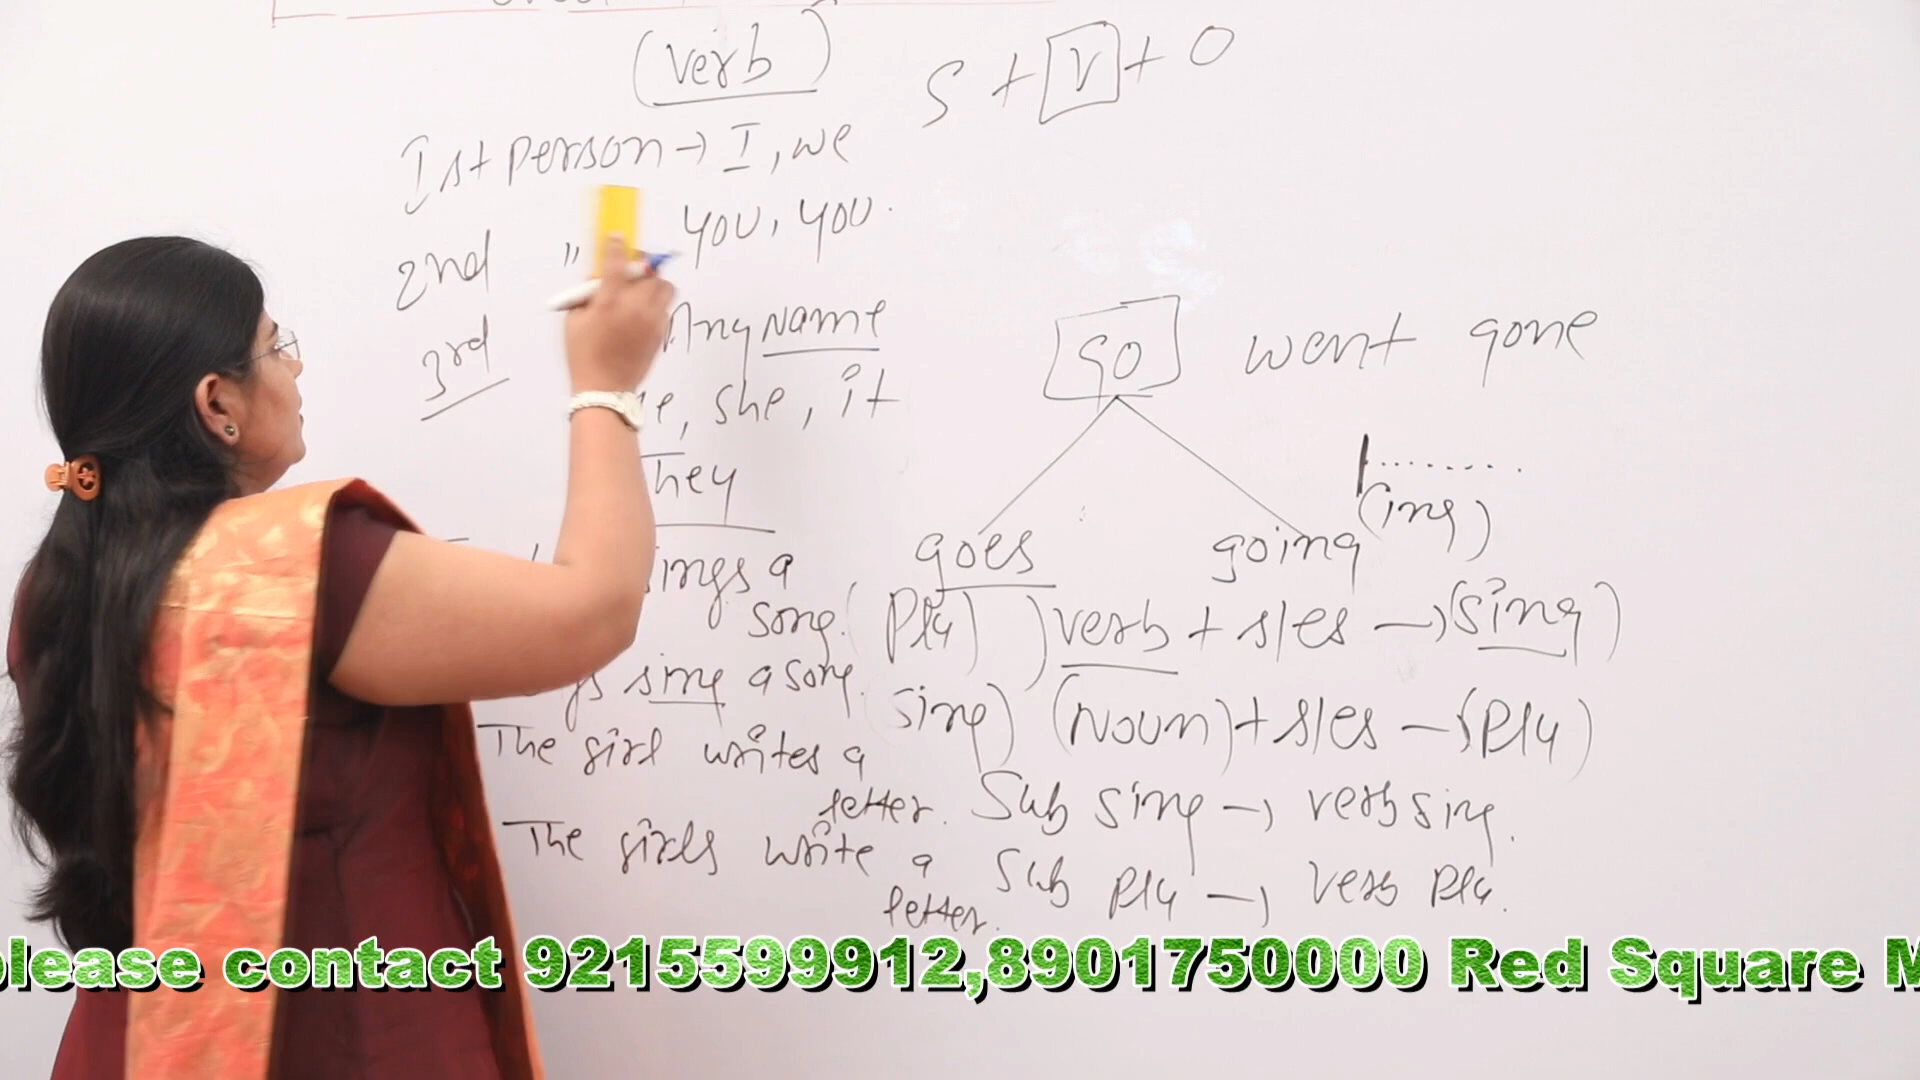 (Verb)
S + V + O
Ist person → I, we
2nd " you, you.
3rd Any Name
she, it
They
go went gone
(ing)
goes going
sings a
song.
(Plu) ) verb + s/es → (sing)
sing a song.
sing) (Noun) + s/es → (Plu)
The girl writes a
letter.
Sub sing → verb sing.
The girls write a
letter.
Sub Plu → Verb Plu.
please contact 9215599912,8901750000 Red Square M